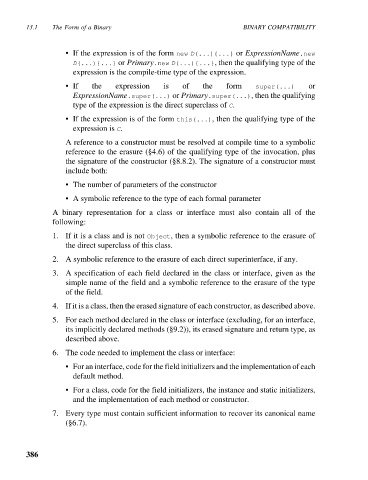 13.1 The Form of a Binary BINARY COMPATIBILITY
• If the expression is of the form new D(...){...} or ExpressionName.new
D(...){...} or Primary.new D(...){...}, then the qualifying type of the
expression is the compile-time type of the expression.
• If the expression is of the form super(...) or
ExpressionName.super(...) or Primary.super(...), then the qualifying
type of the expression is the direct superclass of C.
• If the expression is of the form this(...), then the qualifying type of the
expression is C.
A reference to a constructor must be resolved at compile time to a symbolic
reference to the erasure (§4.6) of the qualifying type of the invocation, plus
the signature of the constructor (§8.8.2). The signature of a constructor must
include both:
• The number of parameters of the constructor
• A symbolic reference to the type of each formal parameter
A binary representation for a class or interface must also contain all of the
following:
1. If it is a class and is not Object, then a symbolic reference to the erasure of
the direct superclass of this class.
2. A symbolic reference to the erasure of each direct superinterface, if any.
3. A specification of each field declared in the class or interface, given as the
simple name of the field and a symbolic reference to the erasure of the type
of the field.
4. If it is a class, then the erased signature of each constructor, as described above.
5. For each method declared in the class or interface (excluding, for an interface,
its implicitly declared methods (§9.2)), its erased signature and return type, as
described above.
6. The code needed to implement the class or interface:
• For an interface, code for the field initializers and the implementation of each
default method.
• For a class, code for the field initializers, the instance and static initializers,
and the implementation of each method or constructor.
7. Every type must contain sufficient information to recover its canonical name
(§6.7).
386